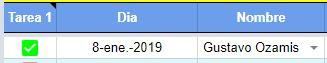 Tarea 1 Dia Nombre
8-ene.-2019 Gustavo Ozamis